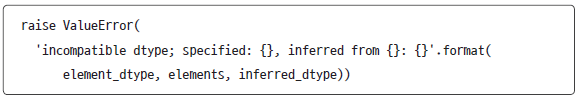 raise ValueError(
'incompatible dtype; specified: {}, inferred from {}: {}'.format(
element_dtype, elements, inferred_dtype))